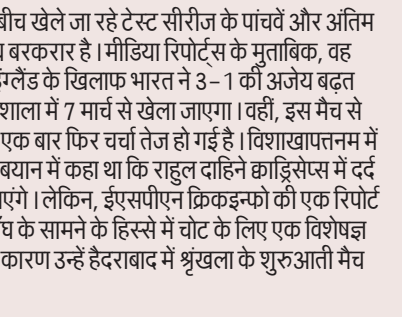 बीच खेले जा रहे टेस्ट सीरीज के पांचवें और अंतिम
बरकरार है। मीडिया रिपोर्ट्स के मुताबिक, वह
इंग्लैंड के खिलाफ भारत ने 3-1 की अजेय बढ़त
शाला में 7 मार्च से खेला जाएगा। वहीं, इस मैच से
एक बार फिर चर्चा तेज हो गई है। विशाखापत्तनम में
बयान में कहा था कि राहुल दाहिने क्वाड्रिसेप्स में दर्द
एंगे। लेकिन, ईएसपीएन क्रिकइन्फो की एक रिपोर्ट
घ के सामने के हिस्से में चोट के लिए एक विशेषज्ञ
कारण उन्हें हैदराबाद में श्रृंखला के शुरुआती मैच